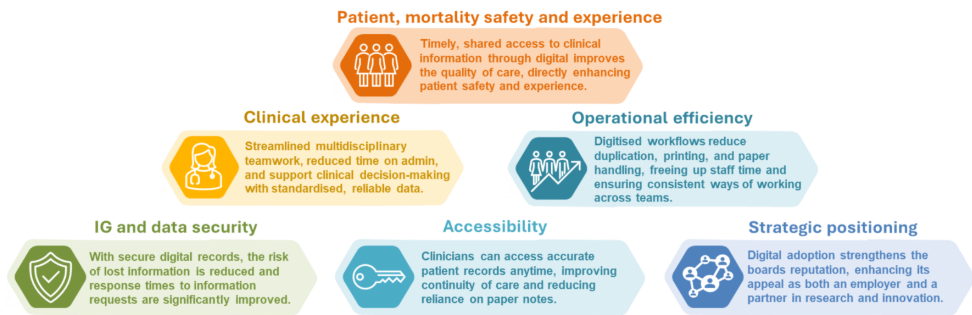 Patient, mortality safety and experience
Timely, shared access to clinical
information through digital improves
the quality of care, directly enhancing
patient safety and experience.
Clinical experience
Streamlined multidisciplinary
teamwork, reduced time on admin,
and support clinical decision-making
with standardised, reliable data.
Operational efficiency
Digitised workflows reduce
duplication, printing, and paper
handling, freeing up staff time and
ensuring consistent ways of working
across teams.
IG and data security
With secure digital records, the risk
of lost information is reduced and
response times to information
requests are significantly improved.
Accessibility
Clinicians can access accurate
patient records anytime, improving
continuity of care and reducing
reliance on paper notes.
Strategic positioning
Digital adoption strengthens the
boards reputation, enhancing its
appeal as both an employer and a
partner in research and innovation.